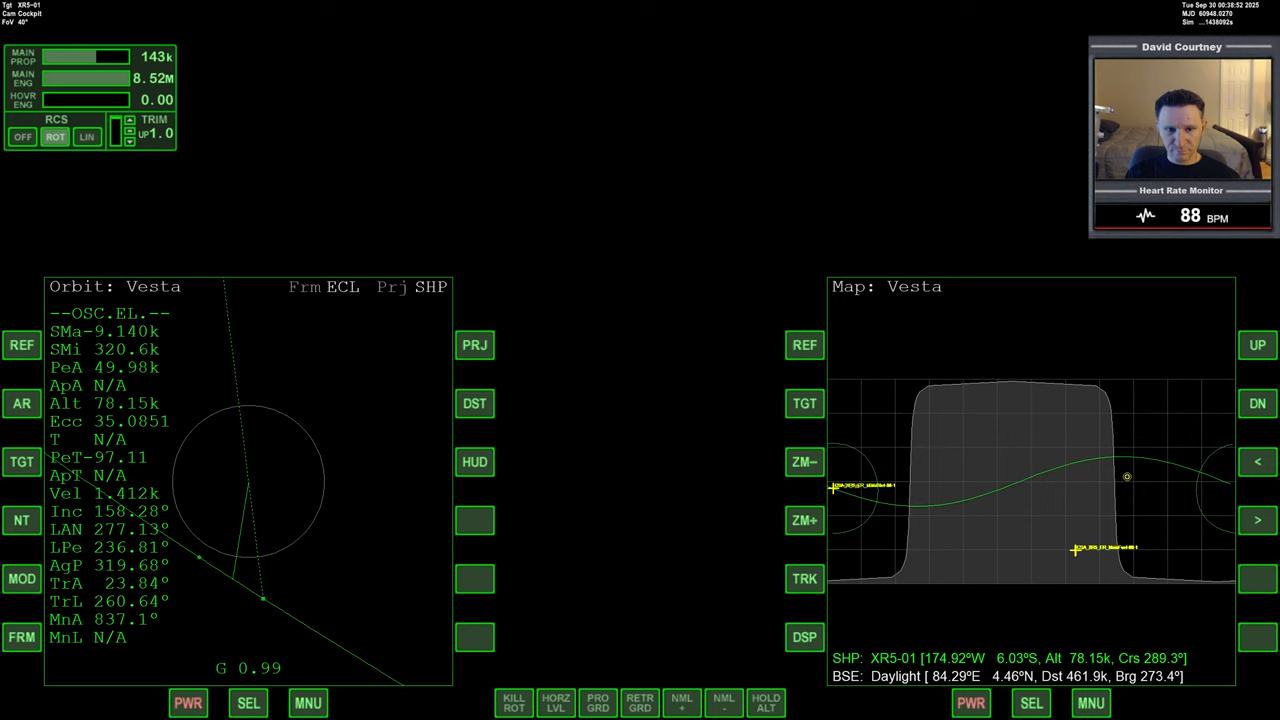 Tgt XR5-01
Cam Cockpit
FoV 40°
Tue Sep 30 00:38:52 2025
MJD 60948.0270
Sim ...1438092s
MAIN PROP 143k
MAIN ENG 8.52M
HOVR ENG 0.00
RCS TRIM
OFF ROT LIN UP 1.0
David Courtney
Heart Rate Monitor
88 BPM
Orbit: Vesta Frm ECL Prj SHP
--OSC.EL.--
SMa-9.140k
SMi 320.6k
PeA 49.98k
ApA N/A
Alt 78.15k
Ecc 35.0851
T N/A
PeT-97.11
ApT N/A
Vel 1.412k
Inc 158.28°
LAN 277.13°
LPe 236.81°
AgP 319.68°
TrA 23.84°
TrL 260.64°
MnA 837.1°
MnL N/A
G 0.99
REF
AR
TGT
NT
MOD
FRM
PRJ
DST
HUD
PWR SEL MNU
KILL ROT
HORZ LVL
PRO GRD
RETR GRD
NML +
NML -
HOLD ALT
Map: Vesta
REF
TGT
ZM-
ZM+
TRK
DSP
UP
DN
<
>
SHP: XR5-01 [174.92°W 6.03°S, Alt 78.15k, Crs 289.3°]
BSE: Daylight [ 84.29°E 4.46°N, Dst 461.9k, Brg 273.4°]
PWR SEL MNU